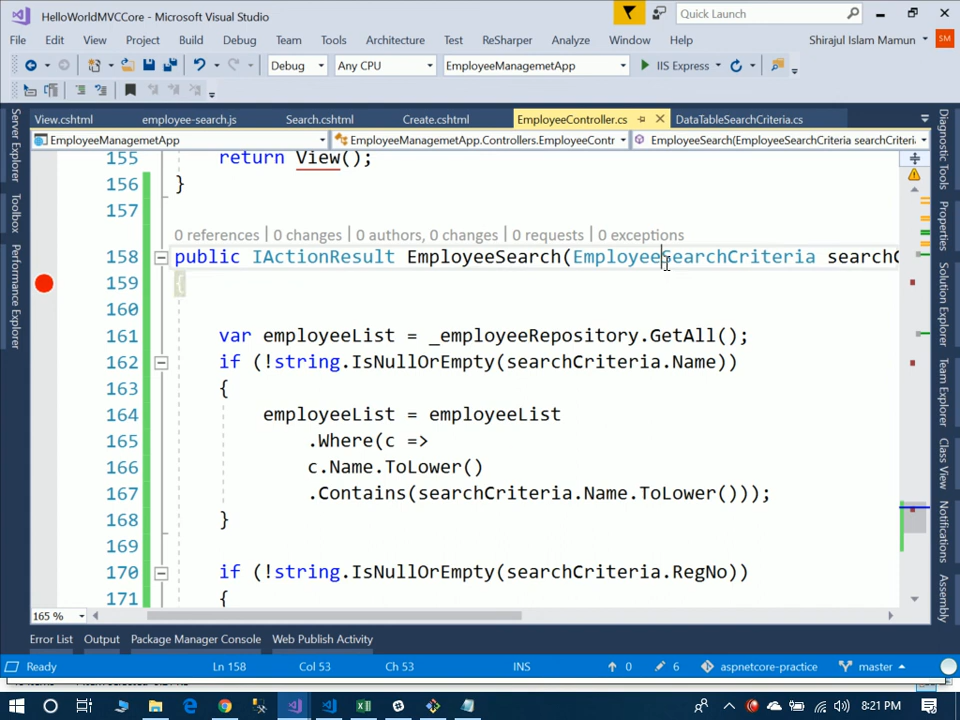 HelloWorldMVCCore - Microsoft Visual Studio
Quick Launch
File Edit View Project Build Debug Team Tools Architecture Test ReSharper Analyze Window Help
Shirajul Islam Mamun SM
Debug Any CPU EmployeeManagemetApp IIS Express
View.cshtml employee-search.js Search.cshtml Create.cshtml EmployeeController.cs DataTableSearchCriteria.cs
EmployeeManagemetApp EmployeeManagemetApp.Controllers.EmployeeContr EmployeeSearch(EmployeeSearchCriteria searchCriteri
Server Explorer
Toolbox
Performance Explorer
155 return View();
156 }
157
0 references | 0 changes | 0 authors, 0 changes | 0 requests | 0 exceptions
158 public IActionResult EmployeeSearch(EmployeeSearchCriteria searchC
159 {
160
161 var employeeList = _employeeRepository.GetAll();
162 if (!string.IsNullOrEmpty(searchCriteria.Name))
163 {
164 employeeList = employeeList
165 .Where(c =>
166 c.Name.ToLower()
167 .Contains(searchCriteria.Name.ToLower()));
168 }
169
170 if (!string.IsNullOrEmpty(searchCriteria.RegNo))
171 {
Diagnostic Tools
Properties
Solution Explorer
Team Explorer
Class View
Notifications
Assembly
165 %
Error List Output Package Manager Console Web Publish Activity
Ready Ln 158 Col 53 Ch 53 INS 0 6 aspnetcore-practice master
8:21 PM